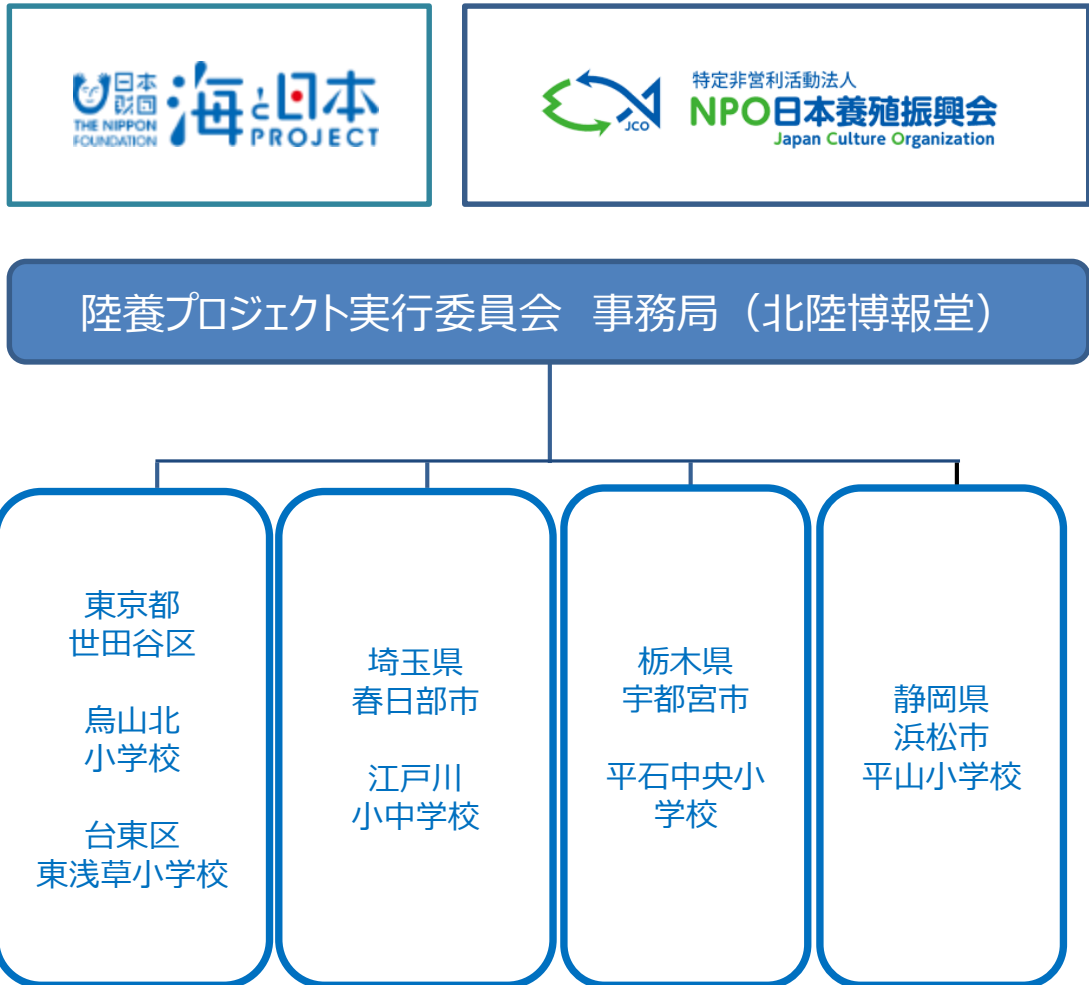 日本
財団
THE NIPPON
FOUNDATION
海と日本
PROJECT
JCO
特定非営利活動法人
NPO日本養殖振興会
Japan Culture Organization
陸養プロジェクト実行委員会　事務局（北陸博報堂）
東京都
世田谷区
烏山北
小学校
台東区
東浅草小学校
埼玉県
春日部市
江戸川
小中学校
栃木県
宇都宮市
平石中央小
学校
静岡県
浜松市
平山小学校